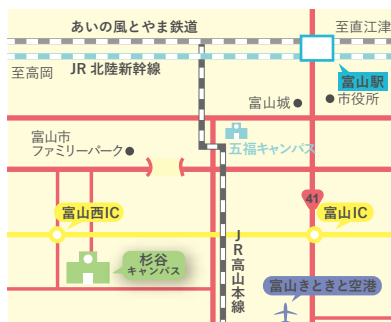 あいの風とやま鉄道
至直江津
至高岡
JR 北陸新幹線
富山駅
富山城
市役所
富山市
ファミリーパーク
五福キャンパス
41
富山西IC
富山IC
杉谷
キャンパス
JR高山本線
富山きときと空港